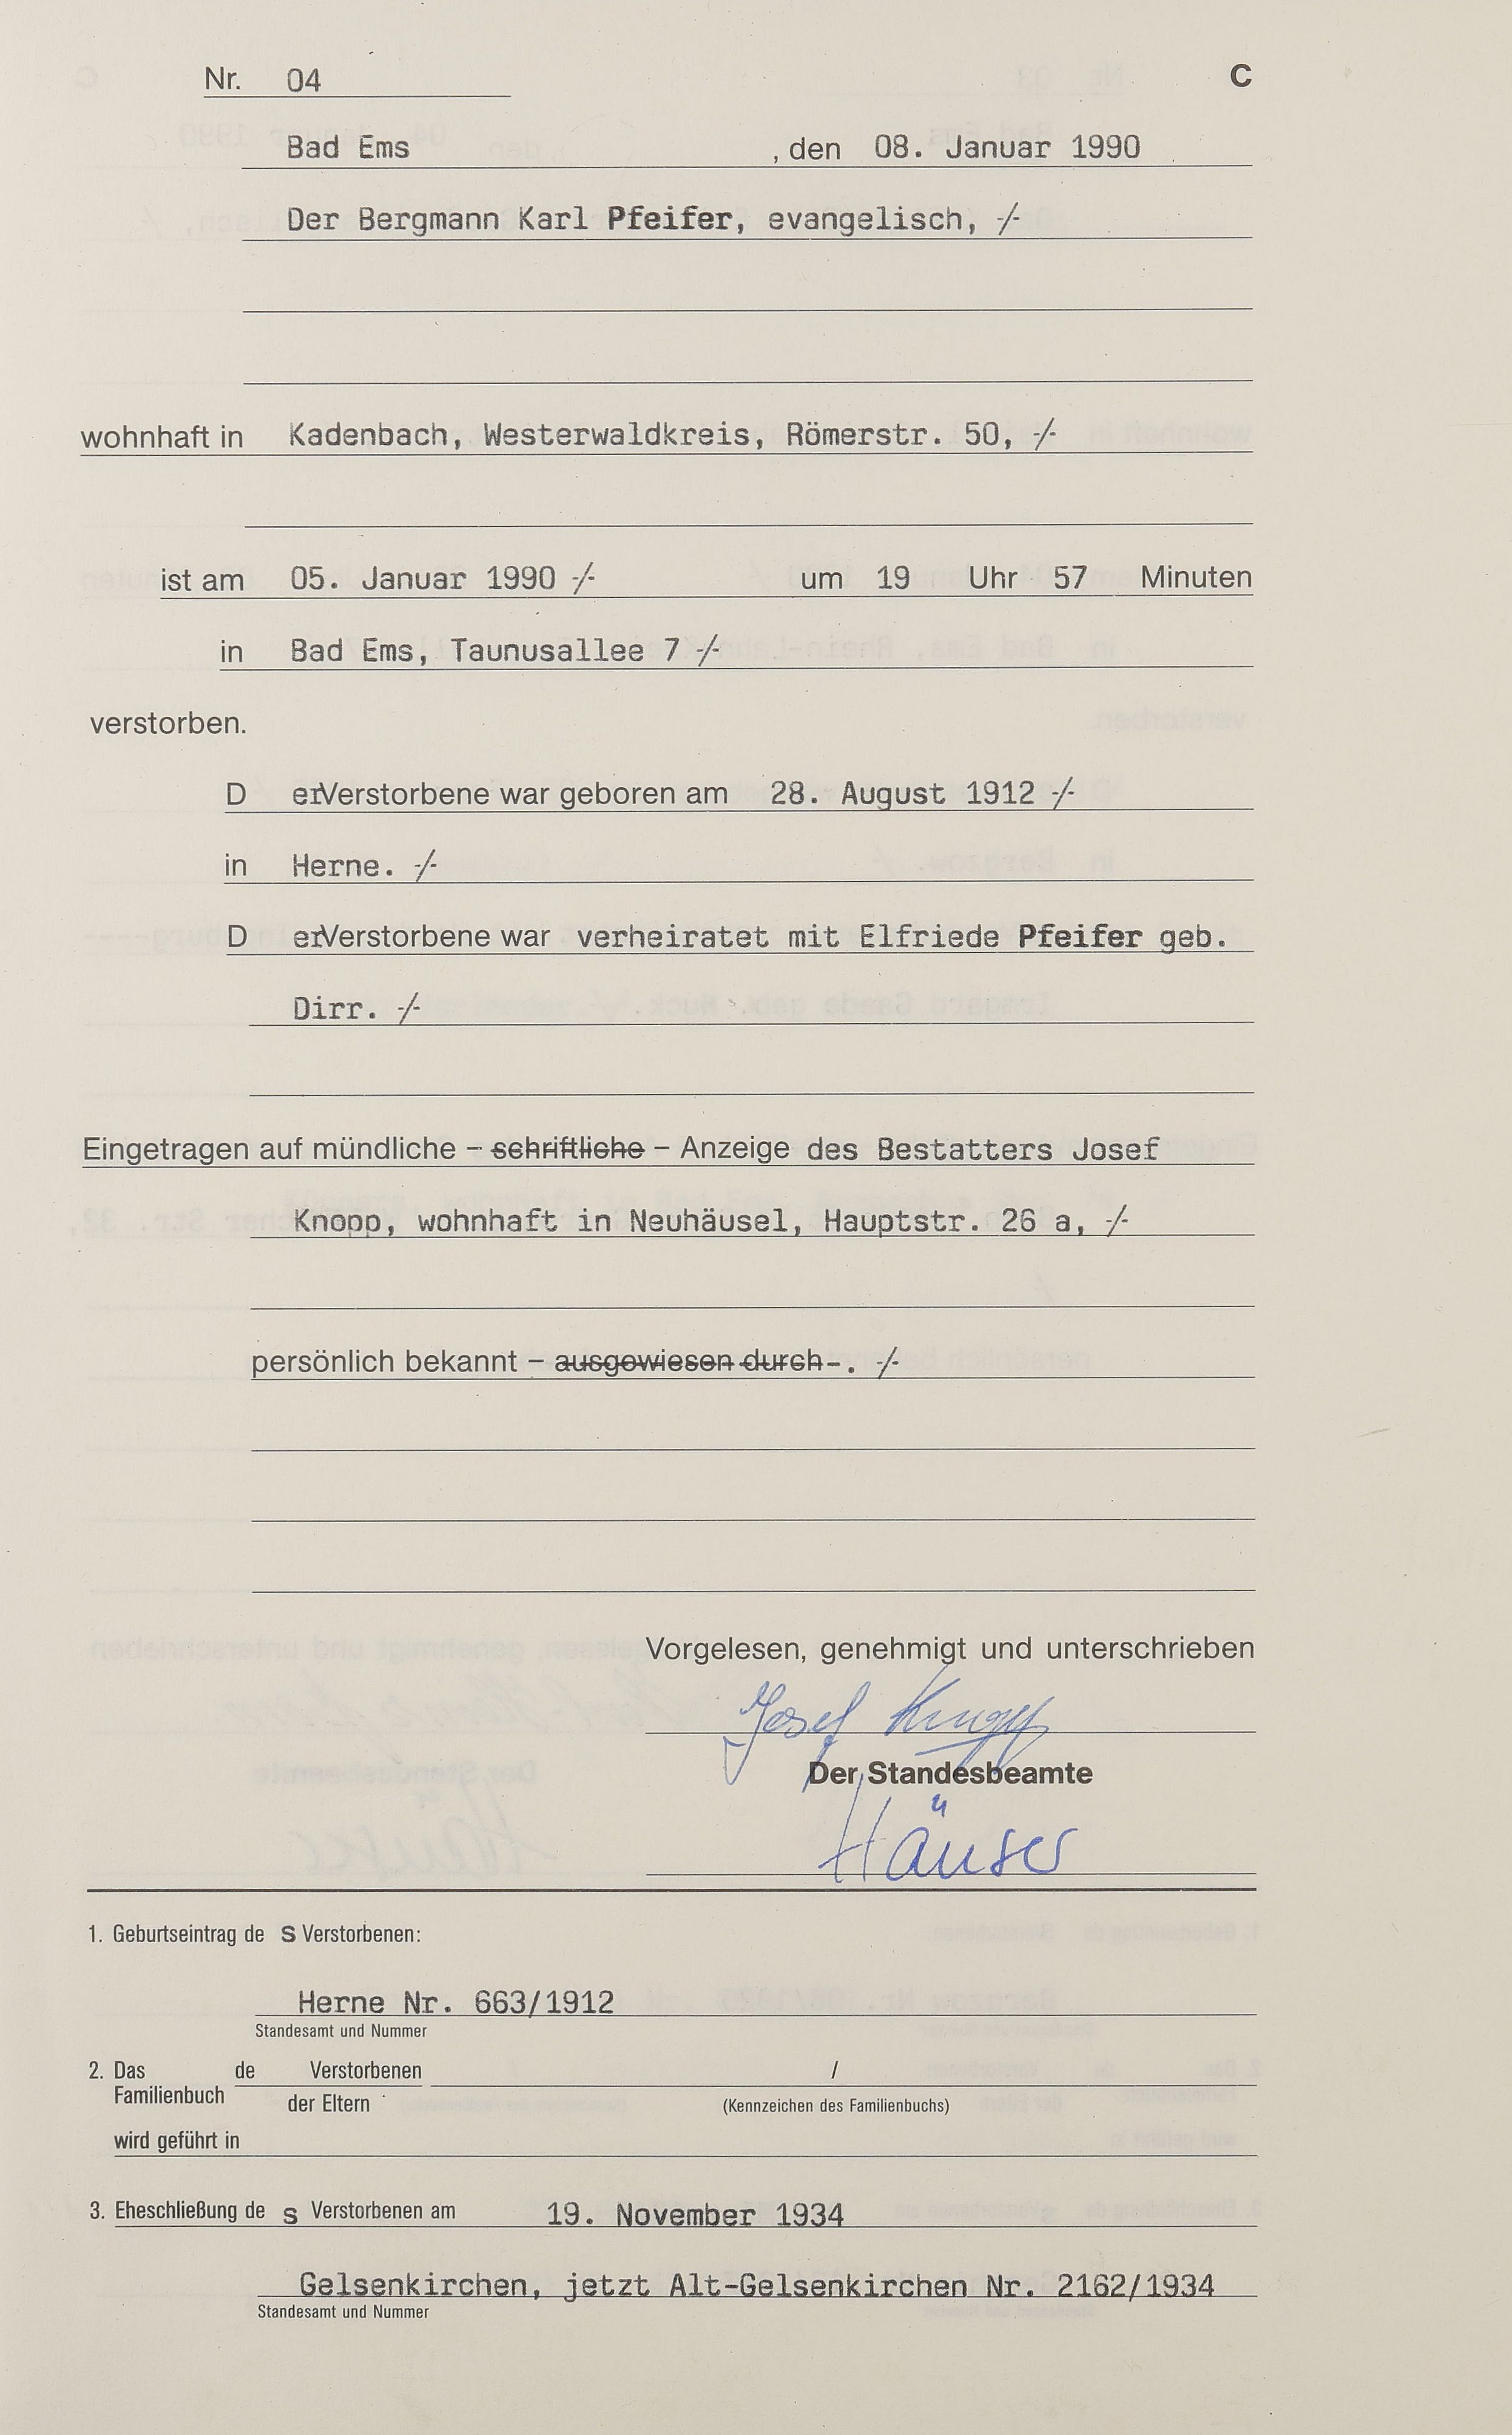 Nr. 04 C
Bad Ems , den 08. Januar 1990
Der Bergmann Karl Pfeifer, evangelisch, -/-
wohnhaft in Kadenbach, Westerwaldkreis, Römerstr. 50, -/-
ist am 05. Januar 1990 -/- um 19 Uhr 57 Minuten
in Bad Ems, Taunusallee 7 -/-
verstorben.
D er Verstorbene war geboren am 28. August 1912 -/-
in Herne. -/-
D er Verstorbene war verheiratet mit Elfriede Pfeifer geb.
Dirr. -/-
Eingetragen auf mündliche – schriftliche – Anzeige des Bestatters Josef
Knopp, wohnhaft in Neuhäusel, Hauptstr. 26 a, -/-
persönlich bekannt – ausgewiesen durch -. -/-
Vorgelesen, genehmigt und unterschrieben
Josef Knopp
Der Standesbeamte
Häuser
1. Geburtseintrag de s Verstorbenen:
Herne Nr. 663/1912
Standesamt und Nummer
2. Das de Verstorbenen /
Familienbuch der Eltern (Kennzeichen des Familienbuchs)
wird geführt in
3. Eheschließung de s Verstorbenen am 19. November 1934
Gelsenkirchen, jetzt Alt-Gelsenkirchen Nr. 2162/1934
Standesamt und Nummer